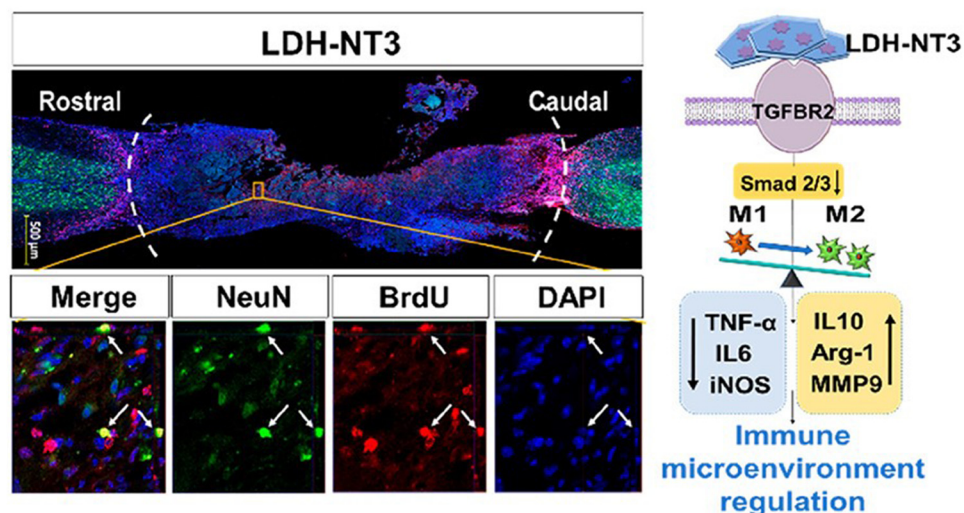 LDH-NT3
Rostral
Caudal
500 μm
Merge
NeuN
BrdU
DAPI
LDH-NT3
TGFBR2
Smad 2/3↓
M1
M2
TNF-α
IL6
iNOS
IL10
Arg-1
MMP9
Immune
microenvironment
regulation